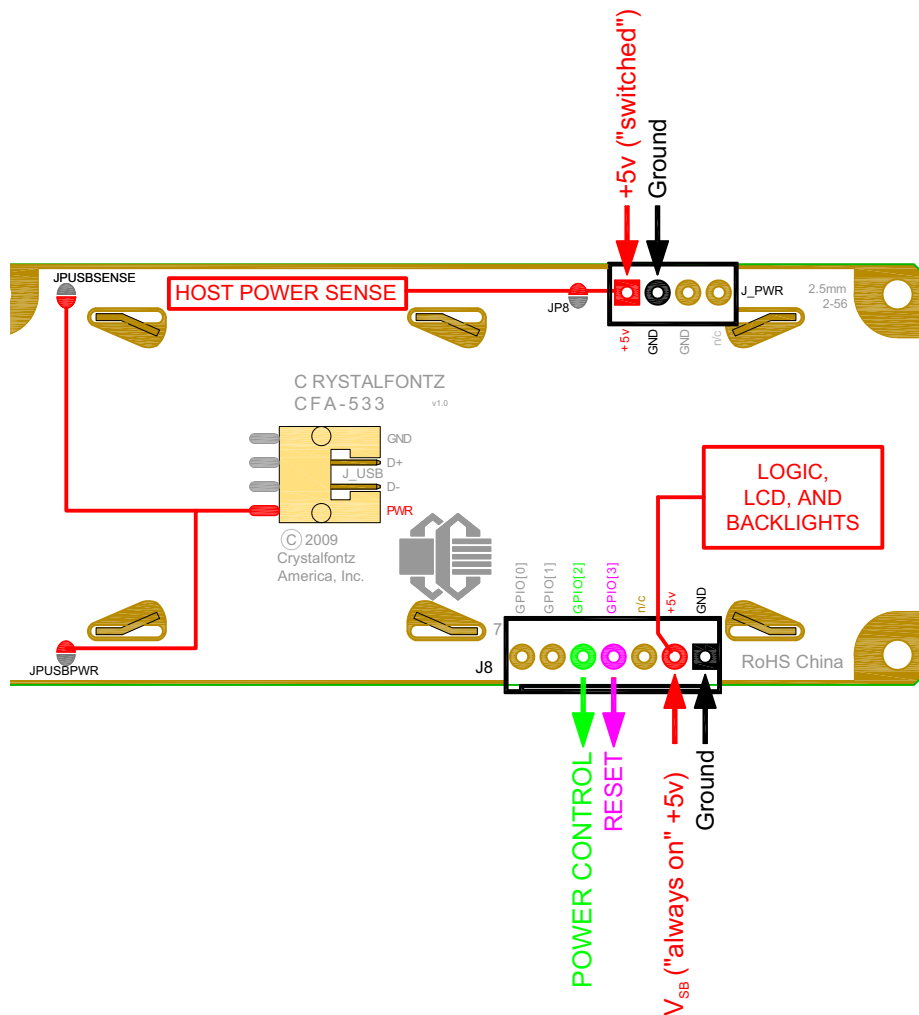 +5v ("switched")
Ground
JPUSBSENSE
HOST POWER SENSE
JP8
J_PWR
2.5mm
2-56
+5v
GND
GND
n/c
C RYSTALFONTZ
CFA-533
v1.0
GND
D+
J_USB
D-
PWR
© 2009
Crystalfontz
America, Inc.
LOGIC,
LCD, AND
BACKLIGHTS
GPIO[0]
GPIO[1]
GPIO[2]
GPIO[3]
n/c
+5v
GND
7
J8
RoHS China
JPUSBPWR
POWER CONTROL
RESET
VSB ("always on" +5v)
Ground